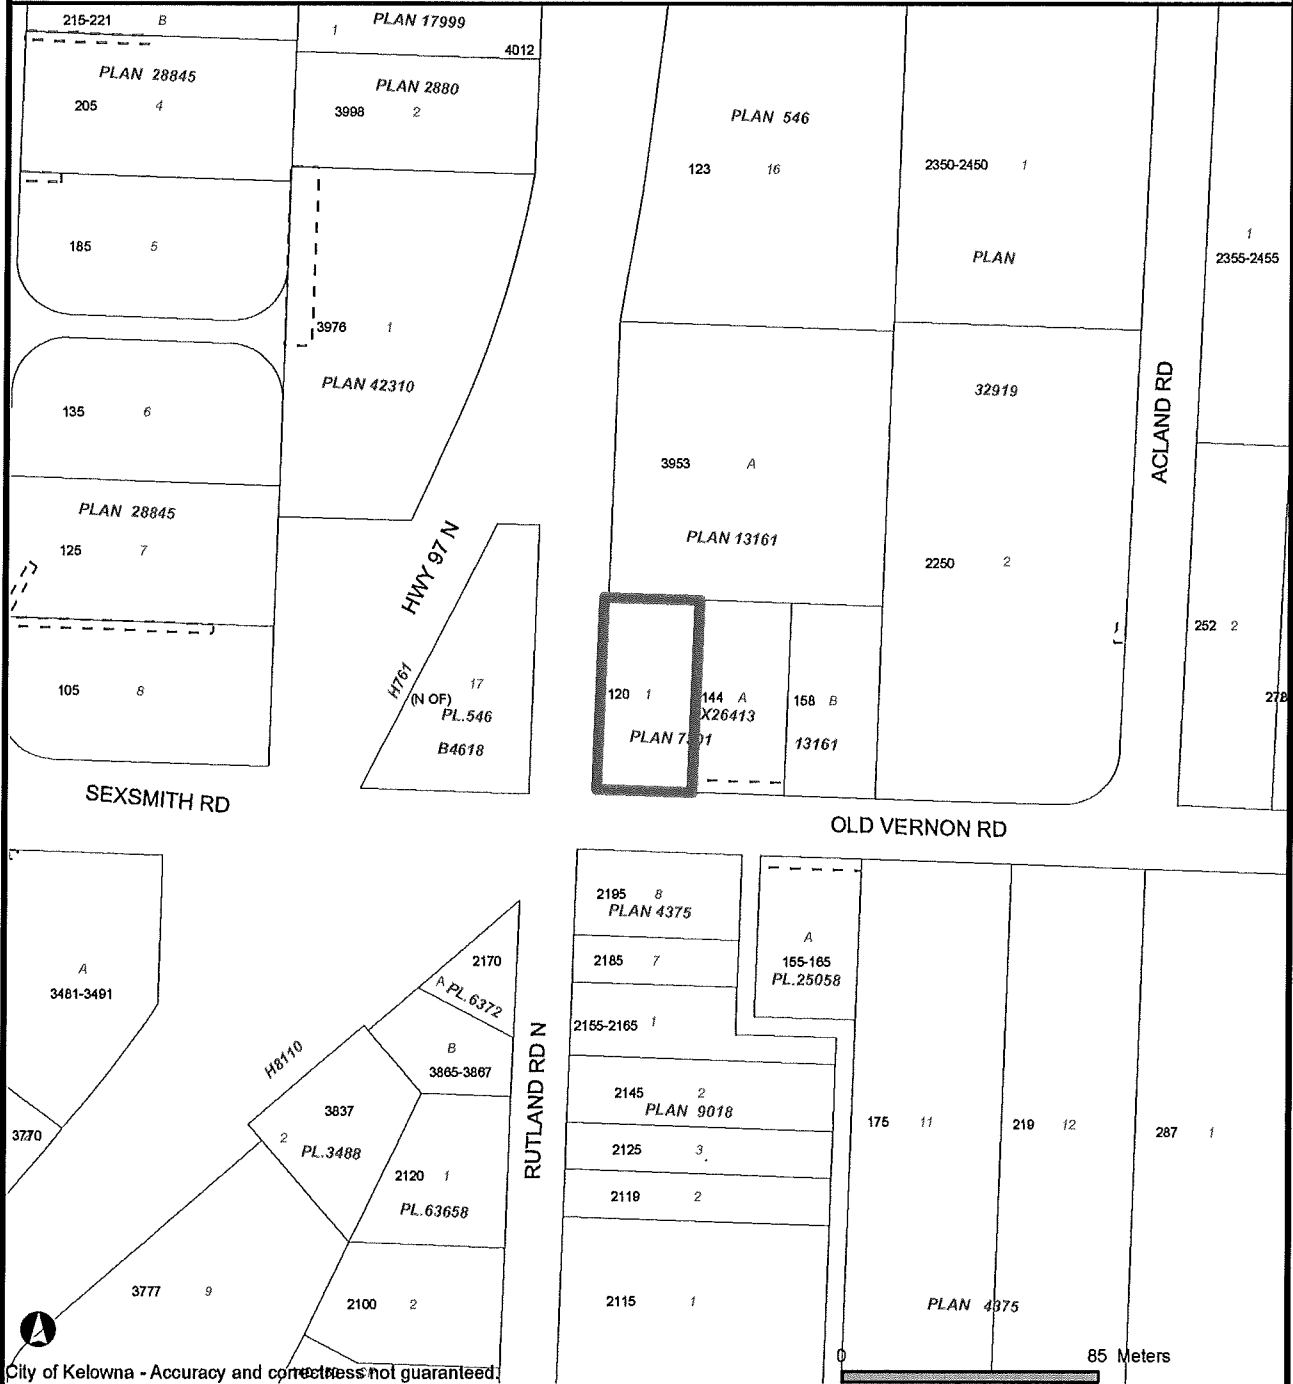 215-221 B
PLAN 17999
1
4012
PLAN 28845
205 4
PLAN 2880
3998 2
PLAN 546
123 16
2350-2450 1
PLAN
1
2355-2455
185 5
3976 1
PLAN 42310
135 6
32919
ACLAND RD
3953 A
PLAN 28845
125 7
HWY 97 N
PLAN 13161
2250 2
252 2
278
105 8
H761
17
(N OF)
PL.546
B4618
120 1
144 A
X26413
158 B
13161
SEXSMITH RD
OLD VERNON RD
2195 8
PLAN 4375
2185 7
2155-2165 1
A
155-165
PL.25058
A
3481-3491
2170
A PL.6372
B
3865-3867
H8110
RUTLAND RD N
3837
2
PL.3488
2145 2
PLAN 9018
2125 3
2119 2
175 11
219 12
287 1
2120 1
PL.63658
3777 9
2100 2
2115 1
PLAN 4375
City of Kelowna - Accuracy and correctness not guaranteed.
0
85 Meters